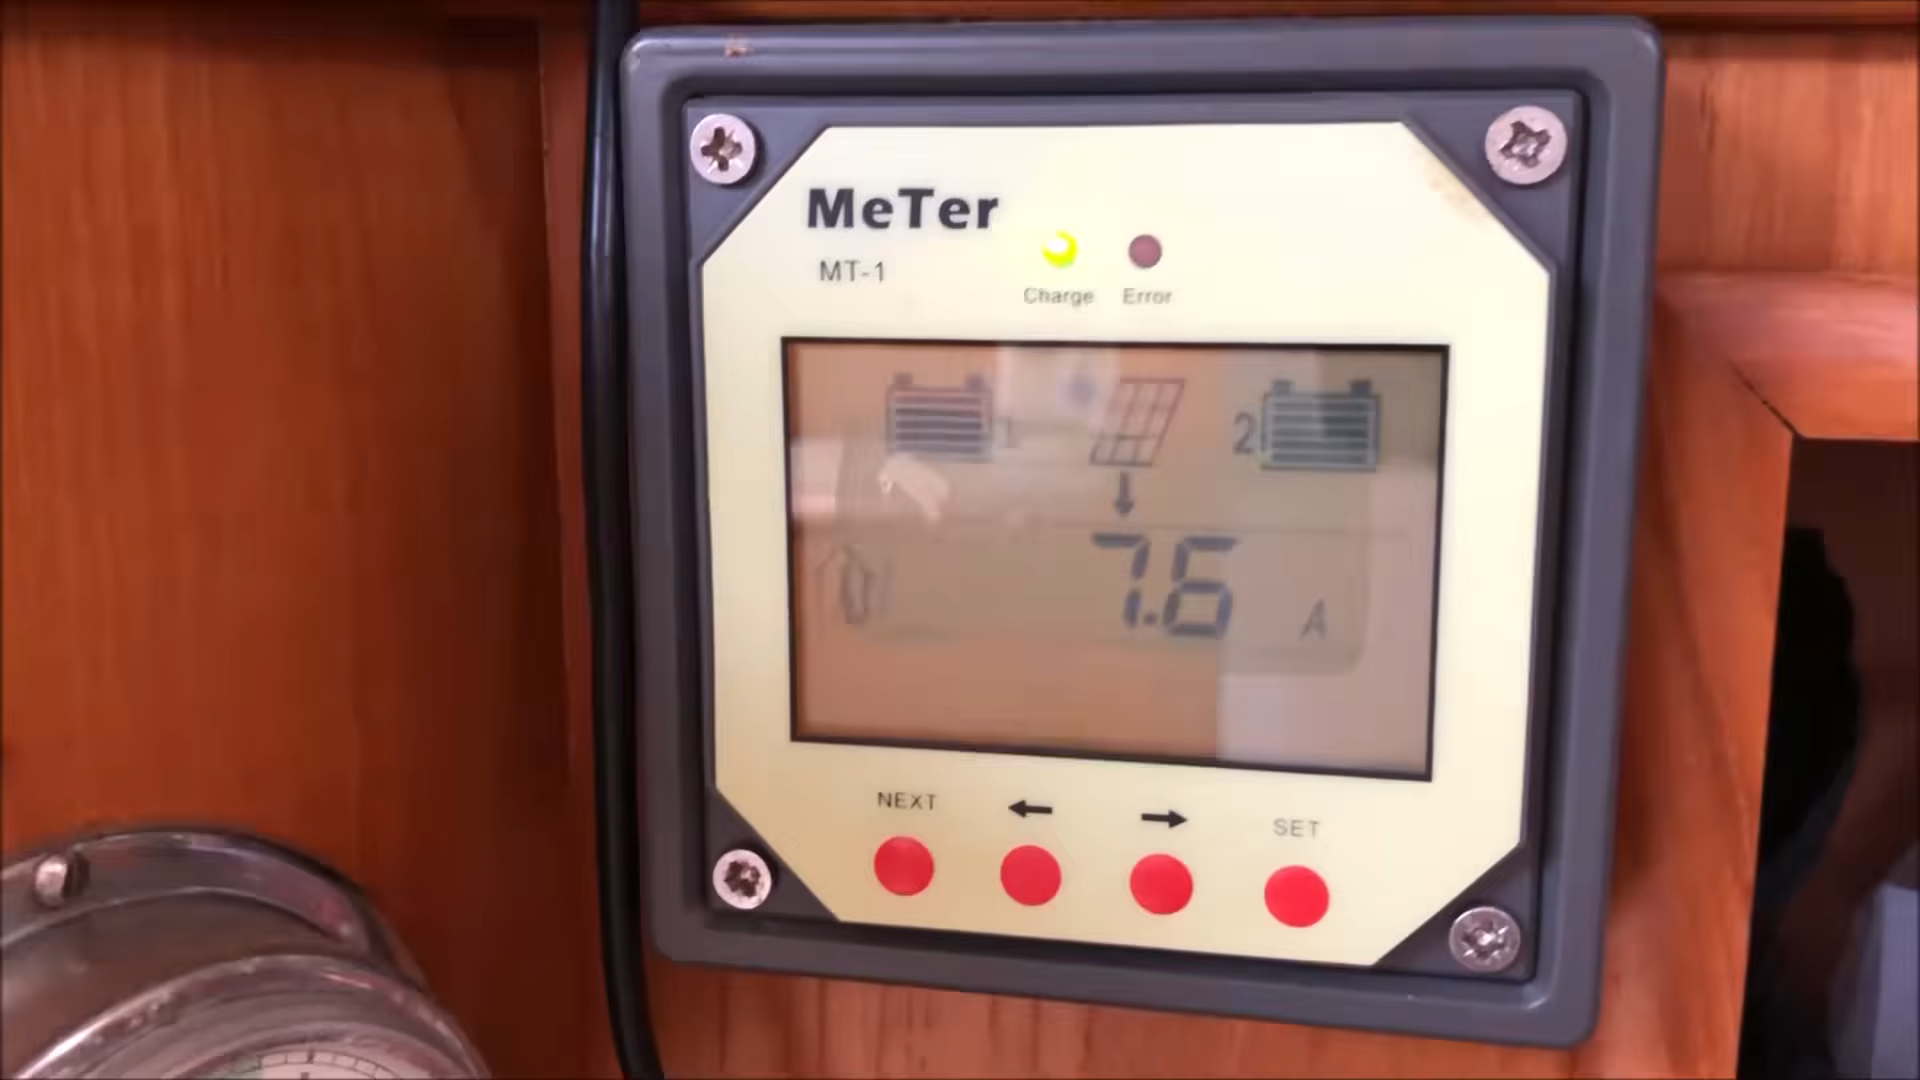 MeTer
MT-1
Charge Error
1 2
7.6 A
NEXT ← → SET